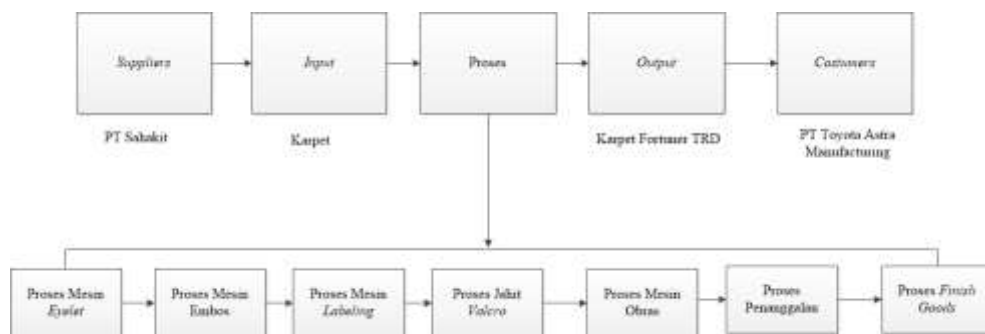 Suppliers
Input
Proses
Output
Customers
PT Sahakit
Karpet
Karpet Fortuner TRD
PT Toyota Astra
Manufacturing
Proses Mesin
Eyelet
Proses Mesin
Embos
Proses Mesin
Labeling
Proses Jahit
Valcro
Proses Mesin
Obras
Proses
Penanggalan
Proses Finish
Goods